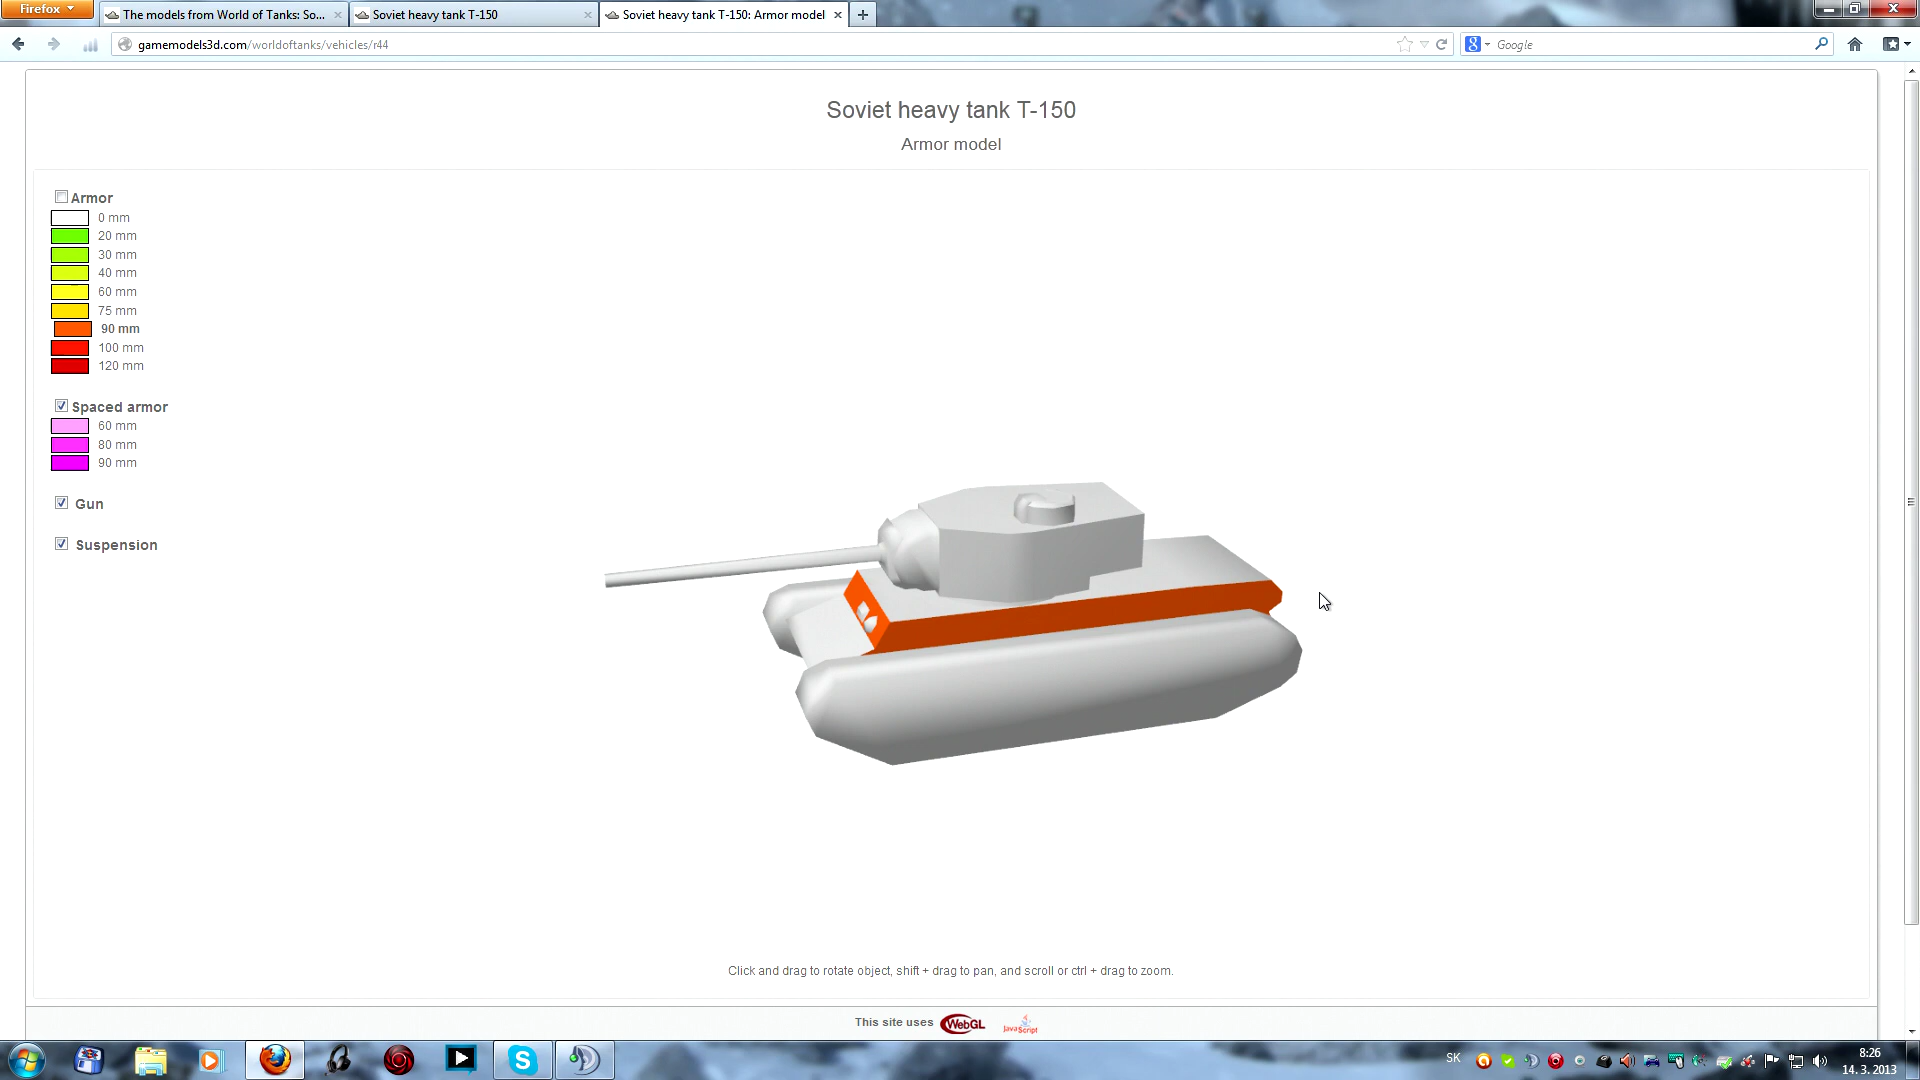 Firefox
The models from World of Tanks: So...
Soviet heavy tank T-150
Soviet heavy tank T-150: Armor model
gamemodels3d.com/worldoftanks/vehicles/r44
Google
Soviet heavy tank T-150
Armor model
Armor
0 mm
20 mm
30 mm
40 mm
60 mm
75 mm
90 mm
100 mm
120 mm
Spaced armor
60 mm
80 mm
90 mm
Gun
Suspension
Click and drag to rotate object, shift + drag to pan, and scroll or ctrl + drag to zoom.
This site uses WebGL JavaScript
SK
8:26
14. 3. 2013